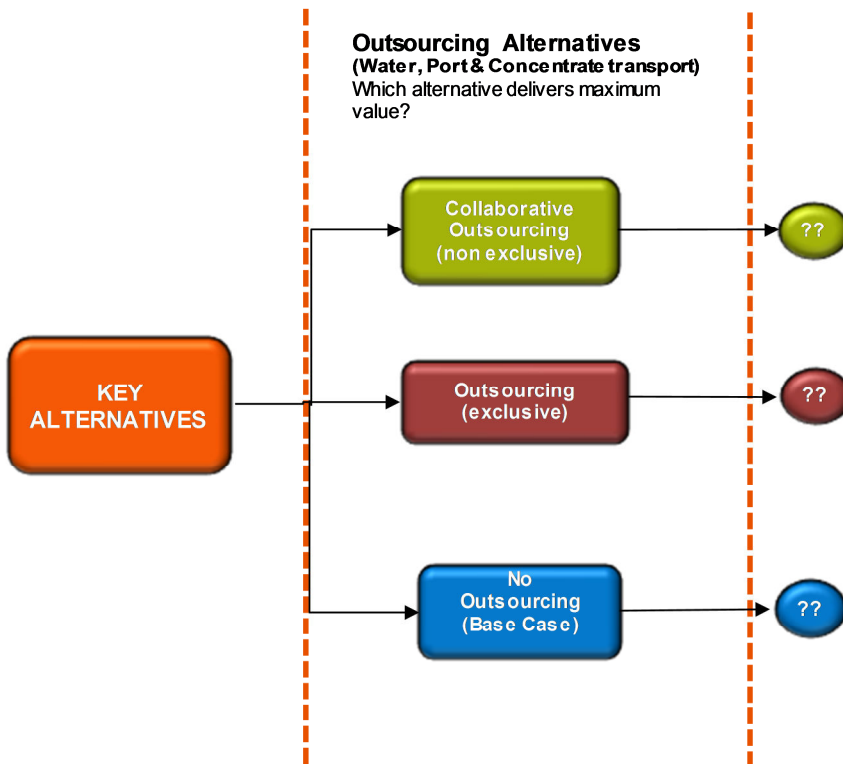 Outsourcing Alternatives
(Water, Port & Concentrate transport)
Which alternative delivers maximum
value?
Collaborative
Outsourcing
(non exclusive)
??
KEY
ALTERNATIVES
Outsourcing
(exclusive)
??
No
Outsourcing
(Base Case)
??